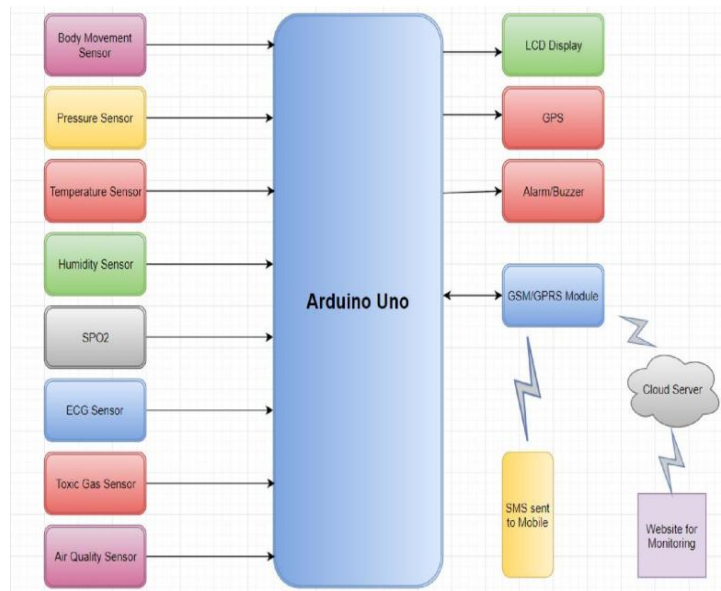 Body Movement
Sensor
Pressure Sensor
Temperature Sensor
Humidity Sensor
SPO2
ECG Sensor
Toxic Gas Sensor
Air Quality Sensor
Arduino Uno
LCD Display
GPS
Alarm/Buzzer
GSM/GPRS Module
Cloud Server
SMS sent
to Mobile
Website for
Monitoring